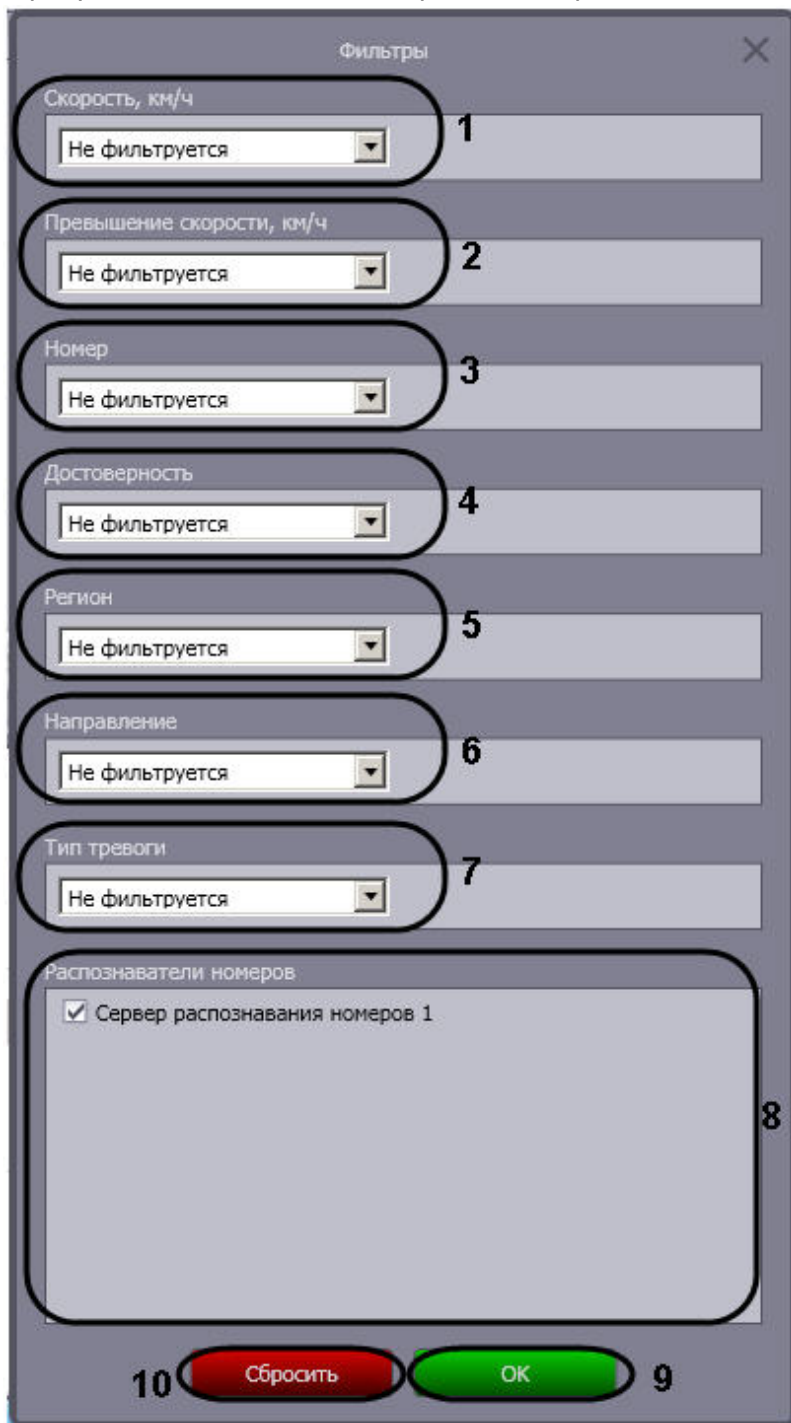 Фильтры
Скорость, км/ч
Не фильтруется 1
Превышение скорости, км/ч
Не фильтруется 2
Номер
Не фильтруется 3
Достоверность
Не фильтруется 4
Регион
Не фильтруется 5
Направление
Не фильтруется 6
Тип тревоги
Не фильтруется 7
Распознаватели номеров
Сервер распознавания номеров 1
8
10 Сбросить OK 9